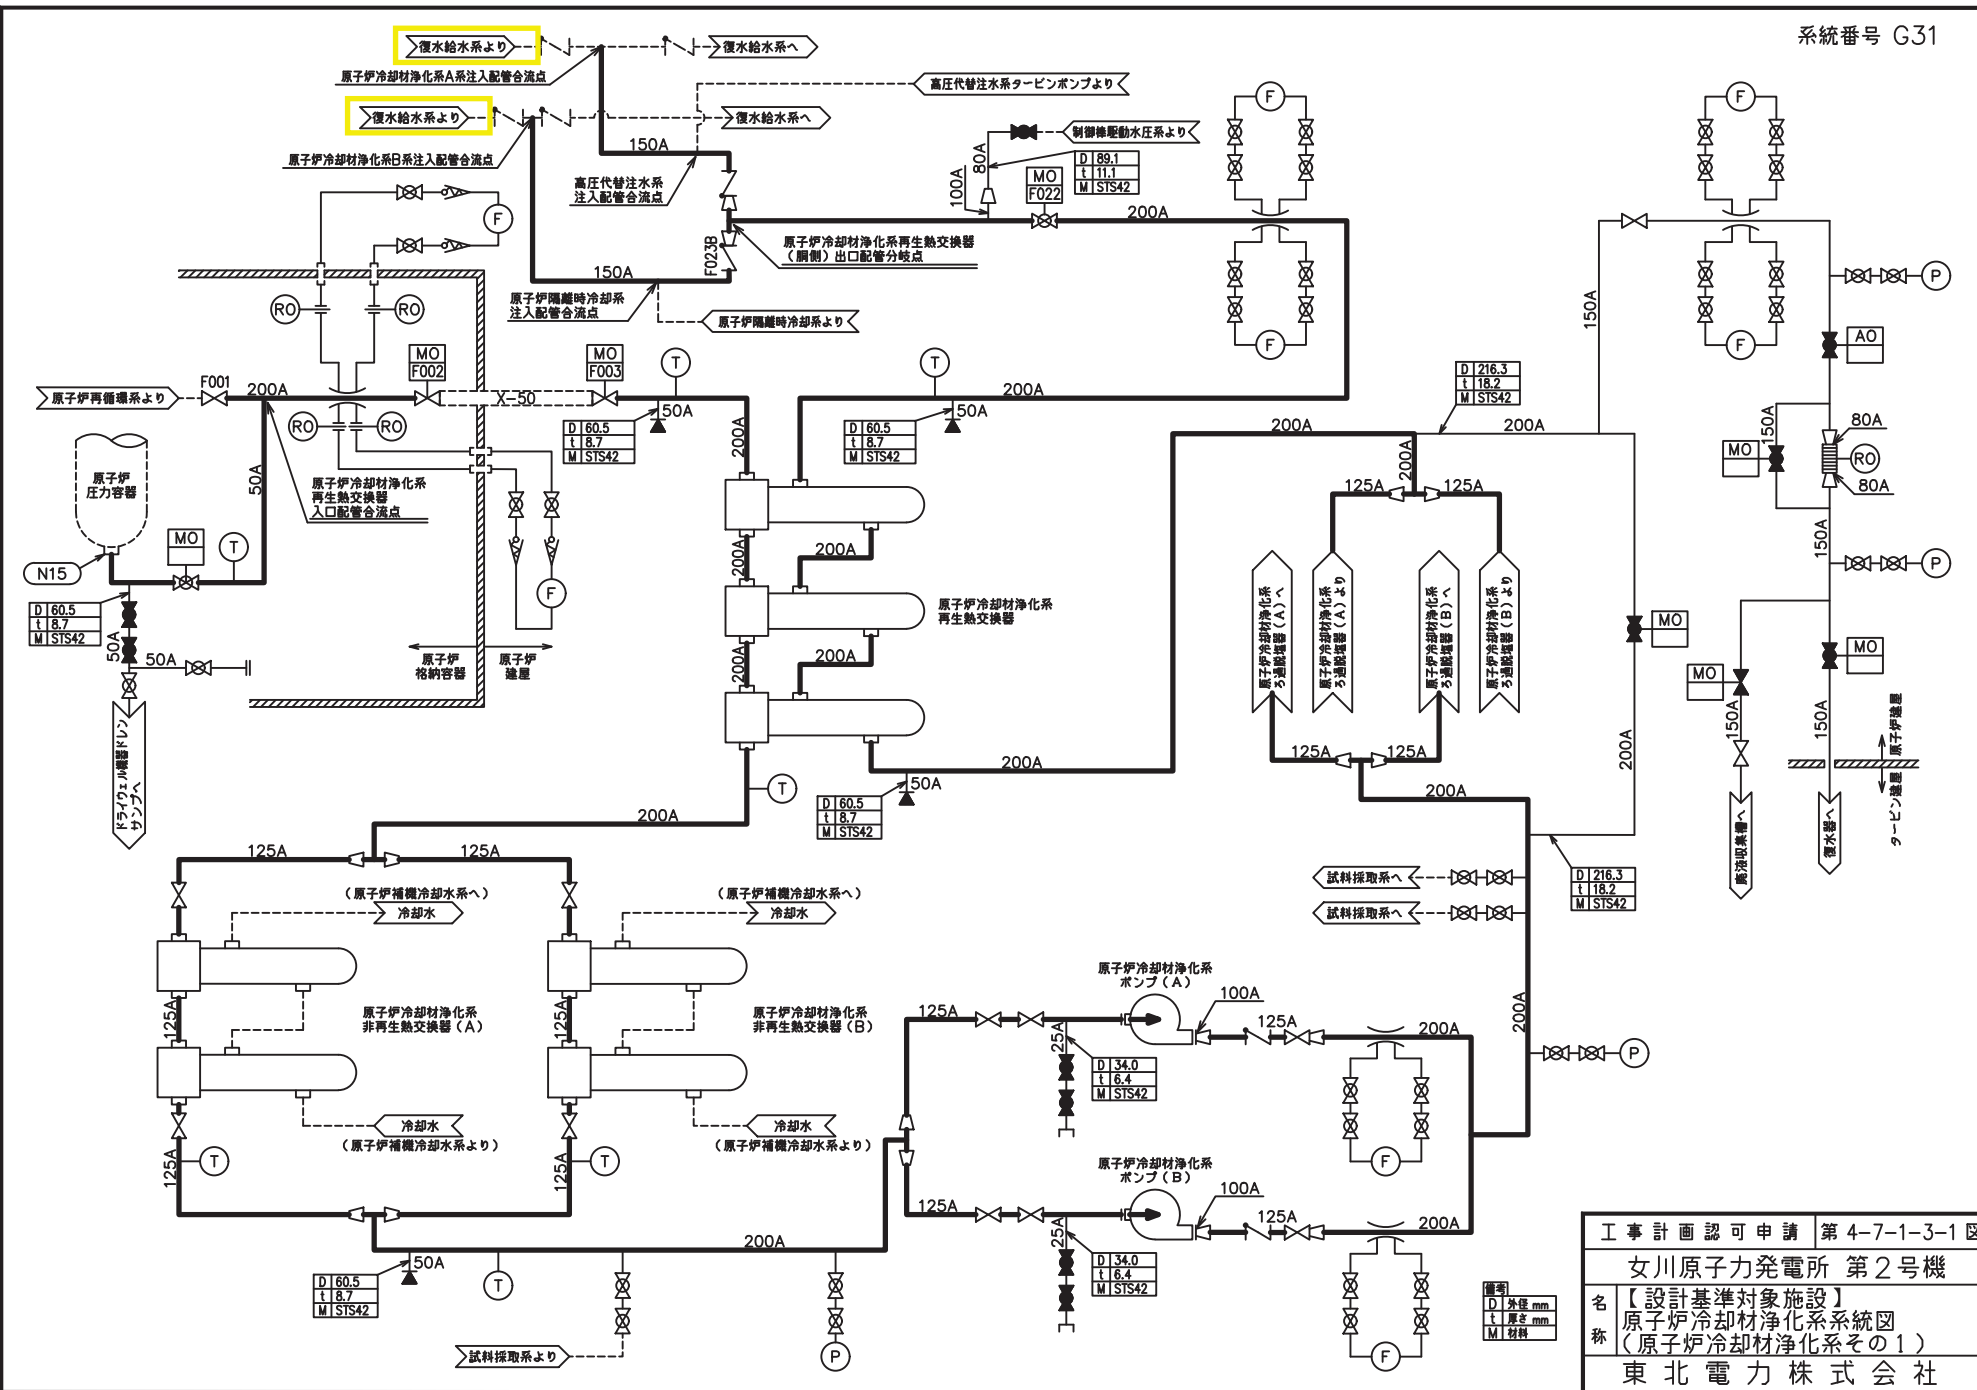 系統番号 G31
復水給水系より
復水給水系へ
原子炉冷却材浄化系A系注入配管合流点
高圧代替注水系タービンポンプより
復水給水系より
復水給水系へ
原子炉冷却材浄化系B系注入配管合流点
150A
制御棒駆動水圧系より
高圧代替注水系
注入配管合流点
80A
100A
D 89.1
t 11.1
M STS42
MO
F022
200A
F
F
F
F
F
F023B
原子炉冷却材浄化系再生熱交換器
(胴側)出口配管分岐点
150A
原子炉隔離時冷却系
注入配管合流点
原子炉隔離時冷却系より
RO
RO
150A
P
AO
原子炉再循環系より
F001
200A
MO
F002
X-50
MO
F003
T
50A
D 60.5
t 8.7
M STS42
T
200A
50A
D 60.5
t 8.7
M STS42
D 216.3
t 18.2
M STS42
RO
RO
200A
200A
200A
200A
125A
125A
150A
80A
MO
RO
80A
原子炉
圧力容器
50A
原子炉冷却材浄化系
再生熱交換器
入口配管合流点
MO
T
N15
D 60.5
t 8.7
M STS42
50A
50A
F
原子炉
格納容器
原子炉
建屋
ドライウェル機器ドレン
サンプへ
200A
200A
200A
200A
原子炉冷却材浄化系
再生熱交換器
原子炉冷却材浄化系
ろ過脱塩器(A)へ
原子炉冷却材浄化系
ろ過脱塩器(A)より
原子炉冷却材浄化系
ろ過脱塩器(B)へ
原子炉冷却材浄化系
ろ過脱塩器(B)より
150A
P
MO
MO
MO
150A
150A
原子炉建屋
タービン建屋
廃液収集槽へ
復水器へ
200A
125A
125A
200A
200A
T
50A
D 60.5
t 8.7
M STS42
200A
125A
125A
試料採取系へ
試料採取系へ
D 216.3
t 18.2
M STS42
(原子炉補機冷却水系へ)
冷却水
(原子炉補機冷却水系へ)
冷却水
125A
原子炉冷却材浄化系
非再生熱交換器(A)
125A
原子炉冷却材浄化系
非再生熱交換器(B)
冷却水
(原子炉補機冷却水系より)
冷却水
(原子炉補機冷却水系より)
125A
T
125A
T
原子炉冷却材浄化系
ポンプ(A)
125A
100A
125A
200A
25A
D 34.0
t 6.4
M STS42
F
200A
P
原子炉冷却材浄化系
ポンプ(B)
125A
100A
125A
200A
25A
D 34.0
t 6.4
M STS42
F
200A
50A
D 60.5
t 8.7
M STS42
T
試料採取系より
P
備考
D 外径 mm
t 厚さ mm
M 材料
工事計画認可申請 第 4-7-1-3-1 図
女川原子力発電所 第2号機
名称
【設計基準対象施設】
原子炉冷却材浄化系系統図
(原子炉冷却材浄化系その1)
東北電力株式会社